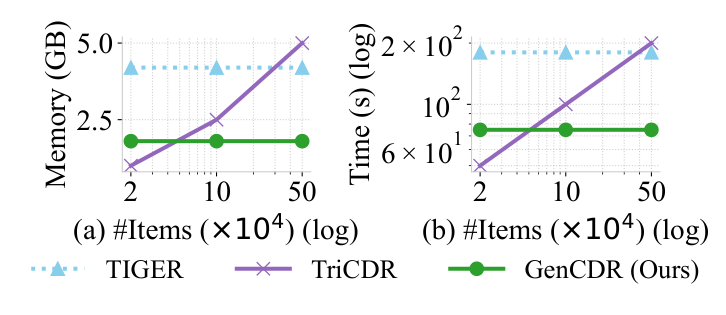 Memory (GB)
5.0
2.5
2 10 50
(a) #Items (×10⁴) (log)
Time (s) (log)
2 × 10²
10²
6 × 10¹
2 10 50
(b) #Items (×10⁴) (log)
TIGER TriCDR GenCDR (Ours)